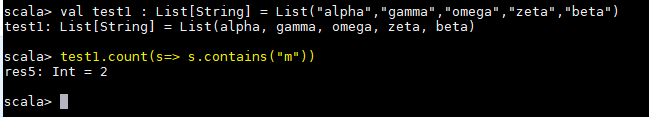 scala> val test1 : List[String] = List("alpha","gamma","omega","zeta","beta")
test1: List[String] = List(alpha, gamma, omega, zeta, beta)
scala> test1.count(s=> s.contains("m"))
res5: Int = 2
scala>